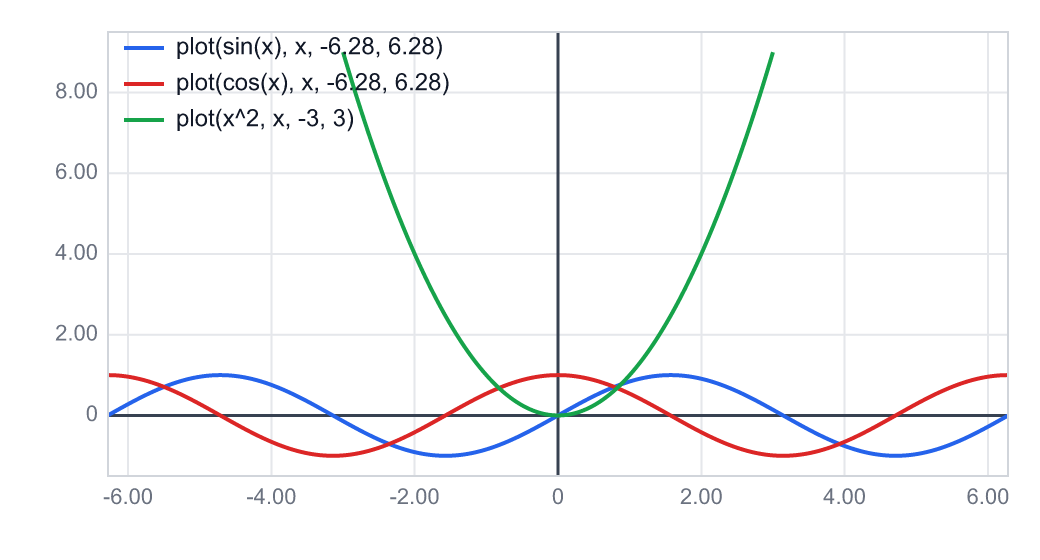 plot(sin(x), x, -6.28, 6.28)
plot(cos(x), x, -6.28, 6.28)
plot(x^2, x, -3, 3)
8.00
6.00
4.00
2.00
0
-6.00 -4.00 -2.00 0 2.00 4.00 6.00